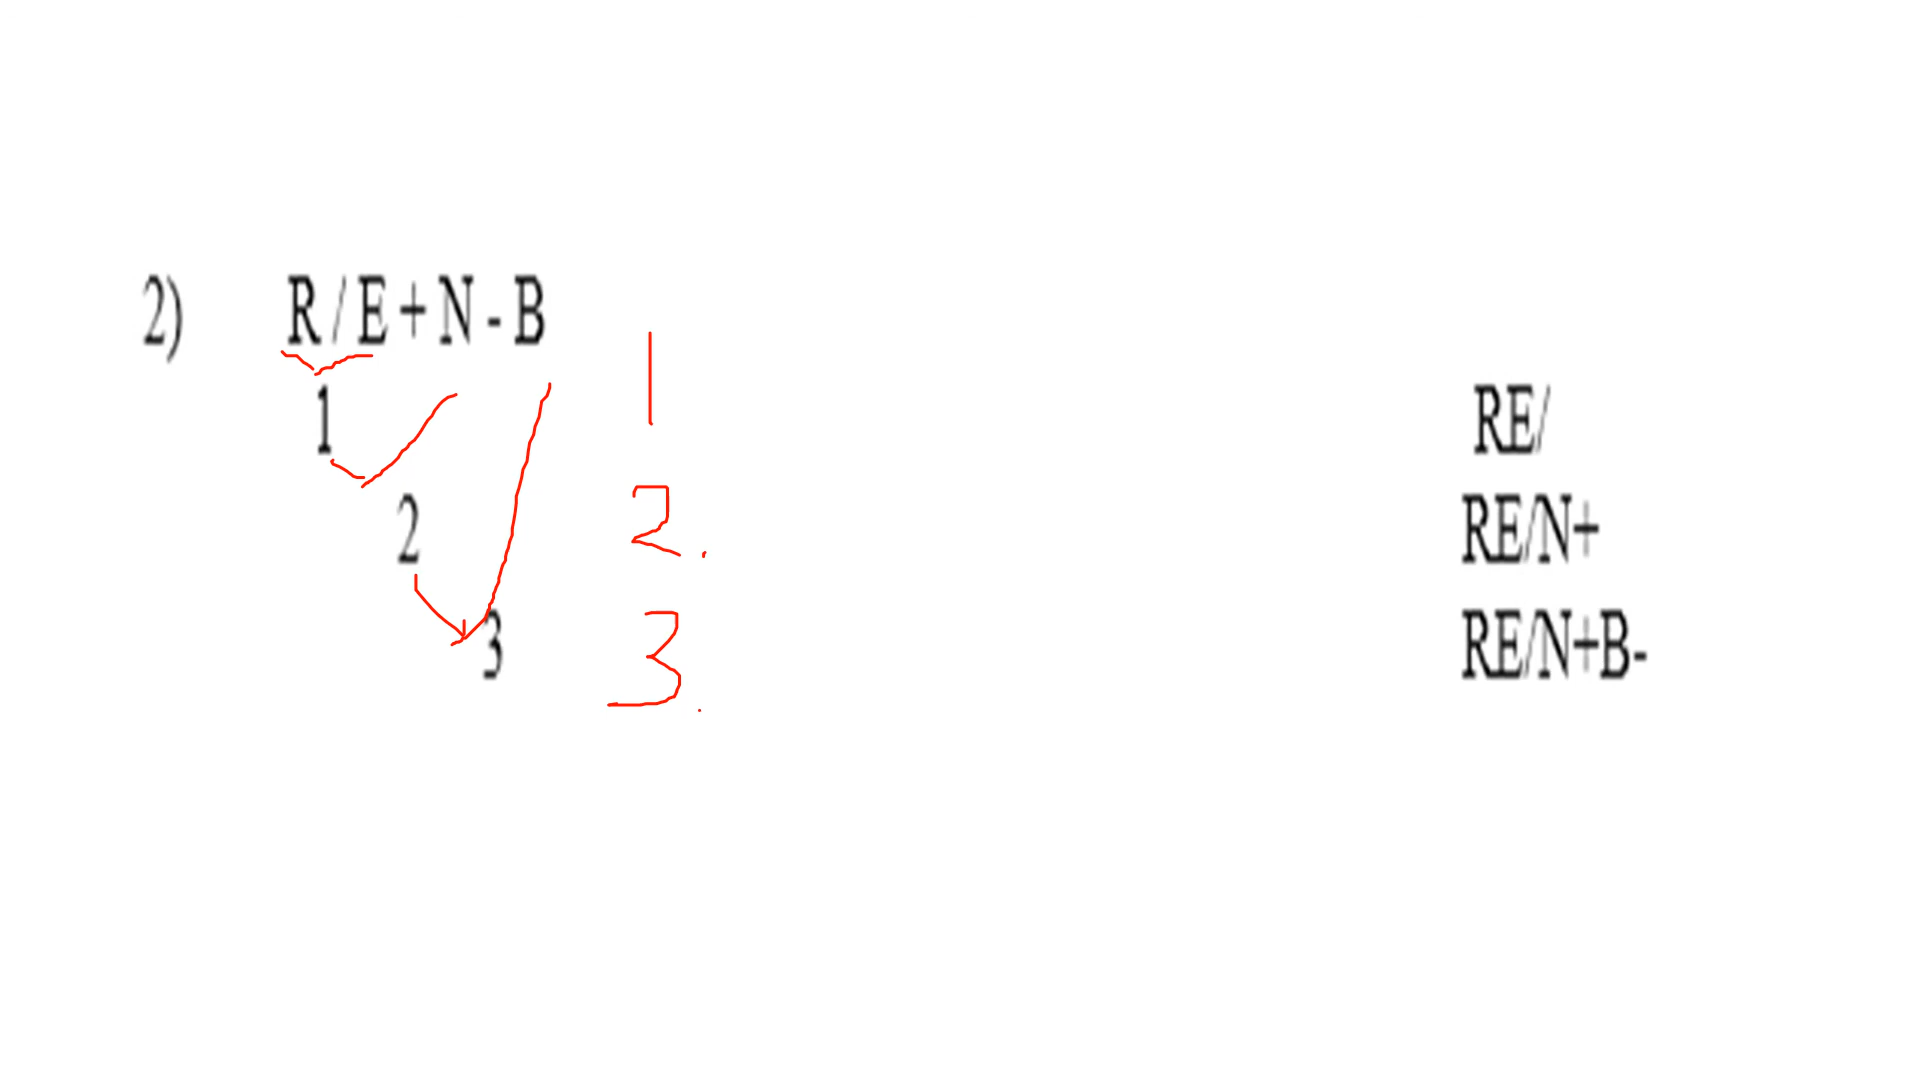 2) R / E + N - B
1
1 RE/
2 2. RE/N+
3 3. RE/N+B-